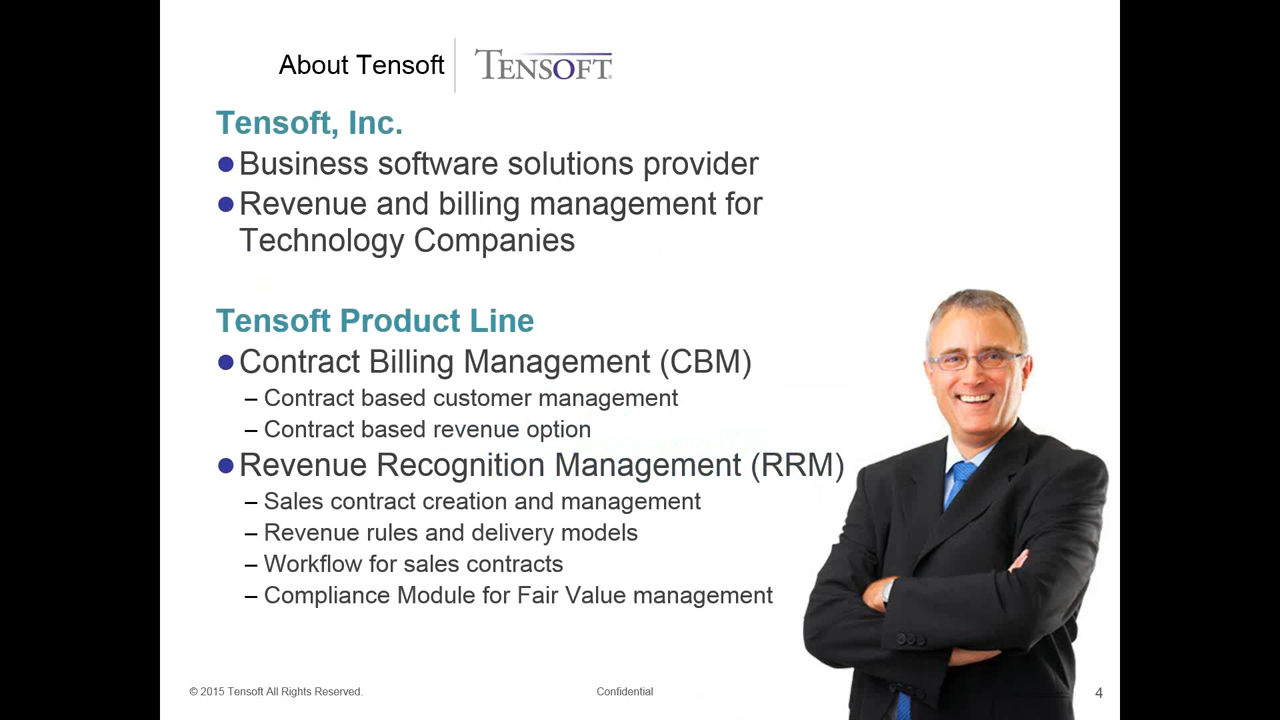 About Tensoft
TENSOFT
Tensoft, Inc.
●Business software solutions provider
●Revenue and billing management for
Technology Companies
Tensoft Product Line
●Contract Billing Management (CBM)
– Contract based customer management
– Contract based revenue option
●Revenue Recognition Management (RRM)
– Sales contract creation and management
– Revenue rules and delivery models
– Workflow for sales contracts
– Compliance Module for Fair Value management
© 2015 Tensoft All Rights Reserved.
Confidential
4